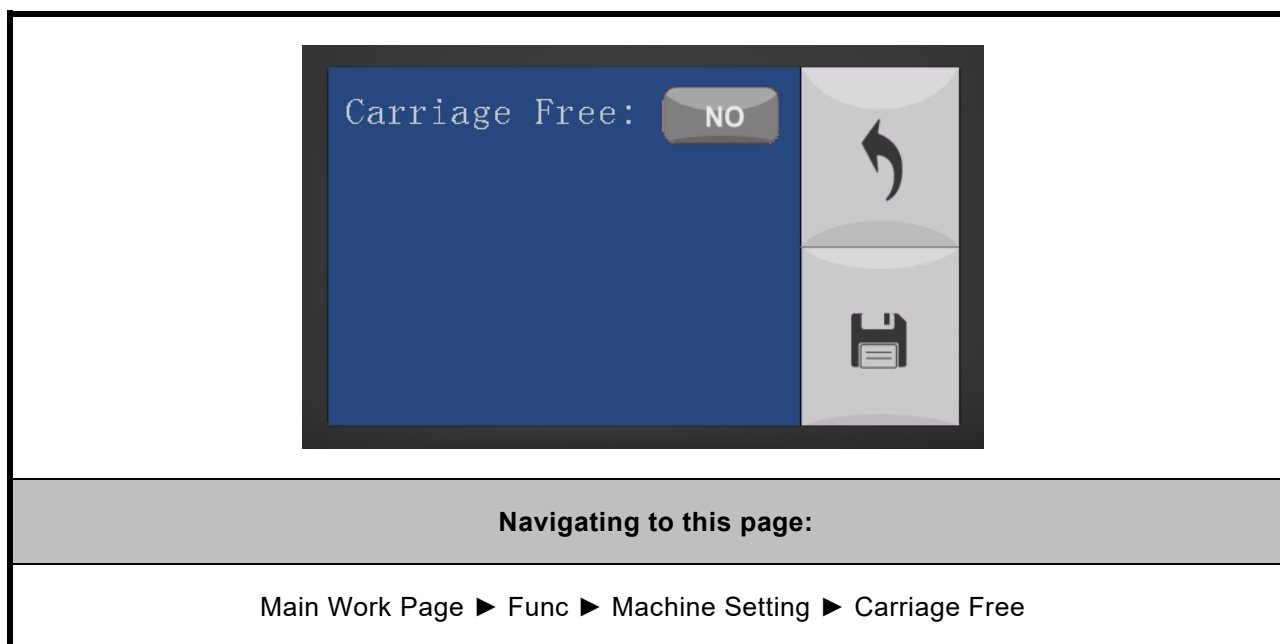 Carriage Free: NO
Navigating to this page:
Main Work Page ► Func ► Machine Setting ► Carriage Free